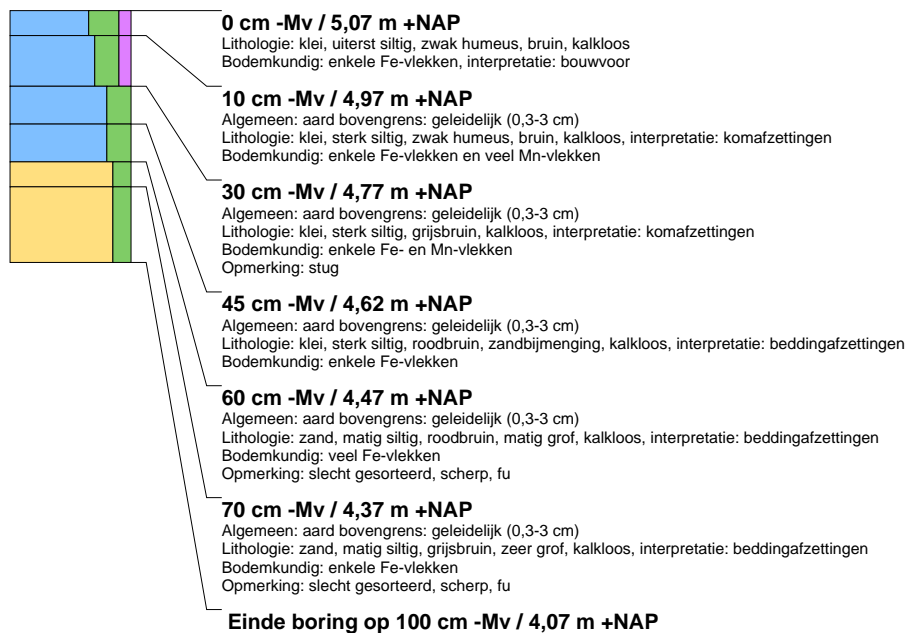 0 cm -Mv / 5,07 m +NAP
Lithologie: klei, uiterst siltig, zwak humeus, bruin, kalkloos
Bodemkundig: enkele Fe-vlekken, interpretatie: bouwvoor
10 cm -Mv / 4,97 m +NAP
Algemeen: aard bovengrens: geleidelijk (0,3-3 cm)
Lithologie: klei, sterk siltig, zwak humeus, bruin, kalkloos, interpretatie: komafzettingen
Bodemkundig: enkele Fe-vlekken en veel Mn-vlekken
30 cm -Mv / 4,77 m +NAP
Algemeen: aard bovengrens: geleidelijk (0,3-3 cm)
Lithologie: klei, sterk siltig, grijsbruin, kalkloos, interpretatie: komafzettingen
Bodemkundig: enkele Fe- en Mn-vlekken
Opmerking: stug
45 cm -Mv / 4,62 m +NAP
Algemeen: aard bovengrens: geleidelijk (0,3-3 cm)
Lithologie: klei, sterk siltig, roodbruin, zandbijmenging, kalkloos, interpretatie: beddingafzettingen
Bodemkundig: enkele Fe-vlekken
60 cm -Mv / 4,47 m +NAP
Algemeen: aard bovengrens: geleidelijk (0,3-3 cm)
Lithologie: zand, matig siltig, roodbruin, matig grof, kalkloos, interpretatie: beddingafzettingen
Bodemkundig: veel Fe-vlekken
Opmerking: slecht gesorteerd, scherp, fu
70 cm -Mv / 4,37 m +NAP
Algemeen: aard bovengrens: geleidelijk (0,3-3 cm)
Lithologie: zand, matig siltig, grijsbruin, zeer grof, kalkloos, interpretatie: beddingafzettingen
Bodemkundig: enkele Fe-vlekken
Opmerking: slecht gesorteerd, scherp, fu
Einde boring op 100 cm -Mv / 4,07 m +NAP